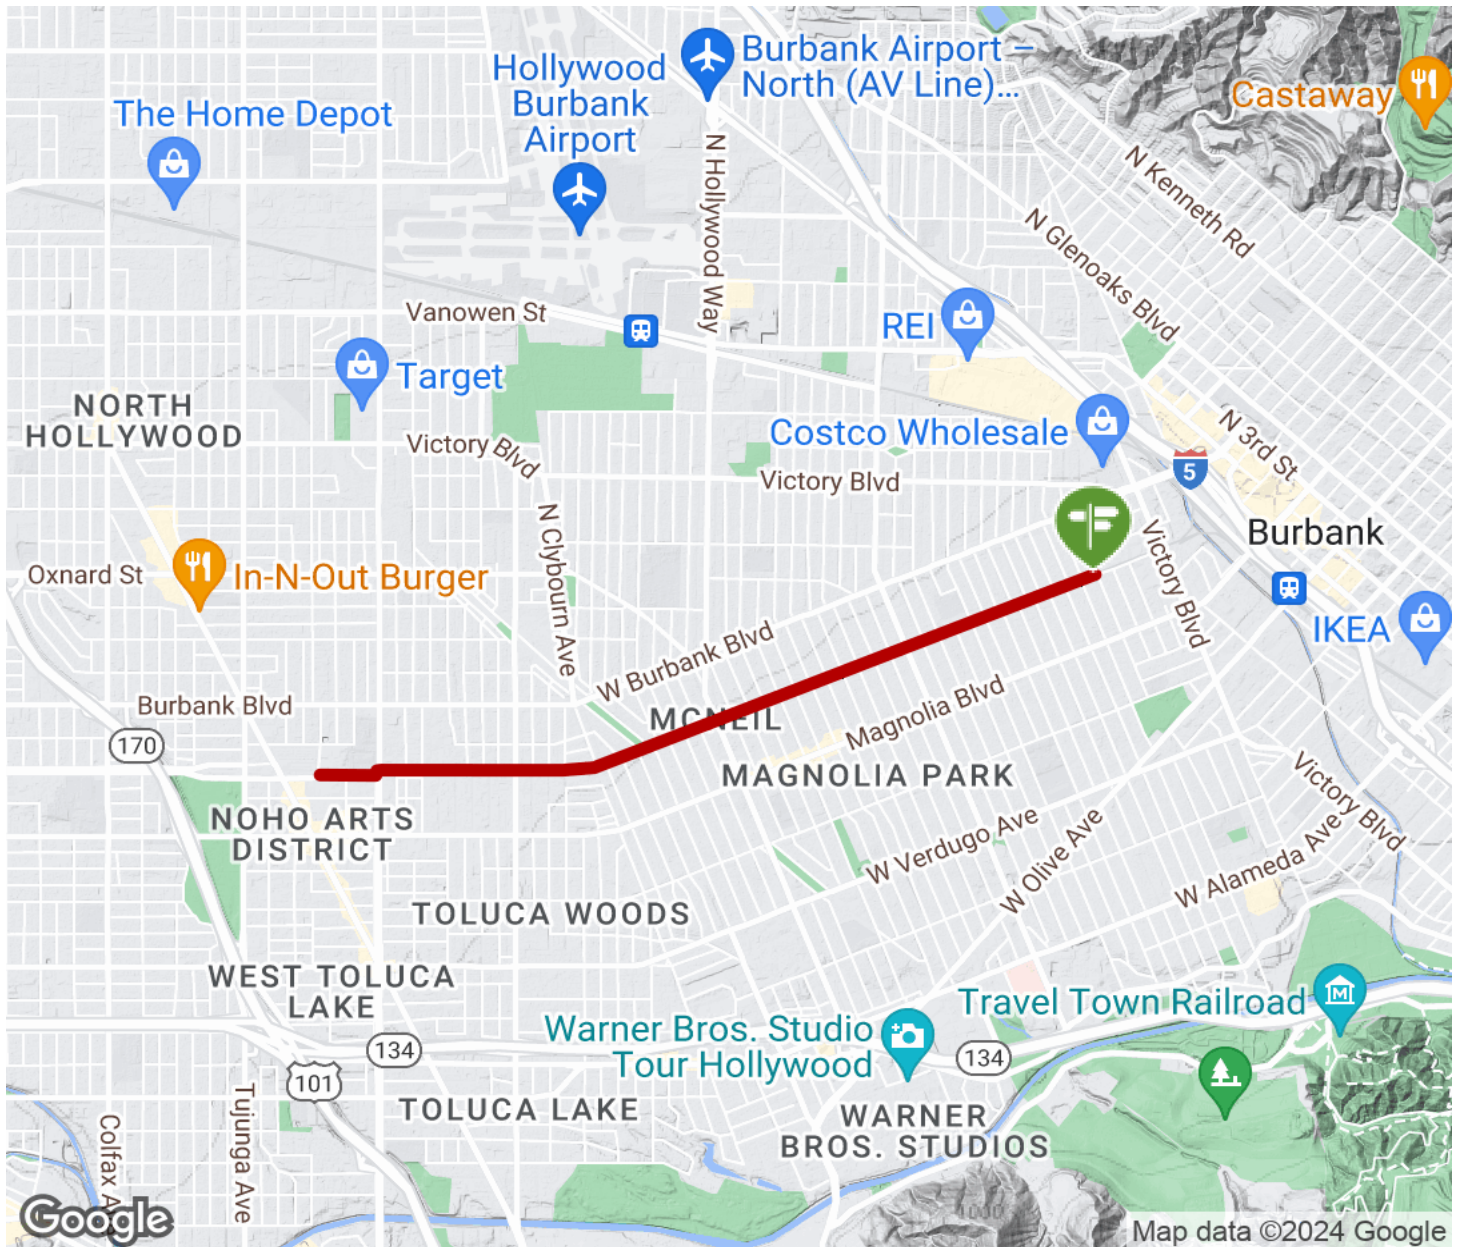 Hollywood
Burbank
Airport
Burbank Airport –
North (AV Line)...
Castaway
The Home Depot
N Hollywood Way
N Kenneth Rd
N Glenoaks Blvd
Vanowen St
REI
Target
NORTH
HOLLYWOOD
Victory Blvd
Costco Wholesale
N 3rd St
Victory Blvd
5
N Clybourn Ave
Victory Blvd
Burbank
Oxnard St
In-N-Out Burger
IKEA
W Burbank Blvd
Burbank Blvd
MCNEIL
Magnolia Blvd
170
MAGNOLIA PARK
Victory Blvd
NOHO ARTS
DISTRICT
W Verdugo Ave
W Olive Ave
W Alameda Ave
TOLUCA WOODS
WEST TOLUCA
LAKE
Travel Town Railroad
M
Warner Bros. Studio
Tour Hollywood
134
134
101
TOLUCA LAKE
WARNER
BROS. STUDIOS
Colfax Ave
Tujunga Ave
Google
Map data ©2024 Google